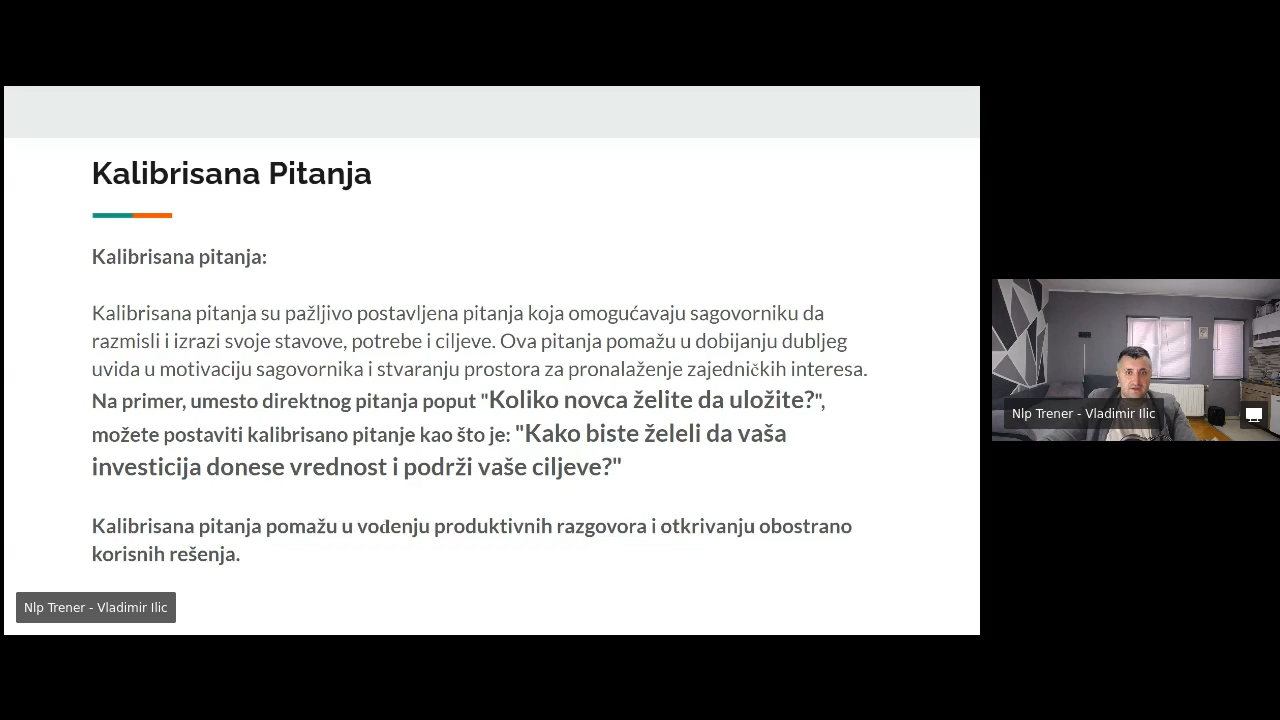 Kalibrisana Pitanja
Kalibrisana pitanja:
Kalibrisana pitanja su pažljivo postavljena pitanja koja omogućavaju sagovorniku da
razmisli i izrazi svoje stavove, potrebe i ciljeve. Ova pitanja pomažu u dobijanju dubljeg
uvida u motivaciju sagovornika i stvaranju prostora za pronalaženje zajedničkih interesa.
Na primer, umesto direktnog pitanja poput "Koliko novca želite da uložite?",
možete postaviti kalibrisano pitanje kao što je: "Kako biste želeli da vaša
investicija donese vrednost i podrži vaše ciljeve?"
Kalibrisana pitanja pomažu u vođenju produktivnih razgovora i otkrivanju obostrano
korisnih rešenja.
Nlp Trener - Vladimir Ilic
Nlp Trener - Vladimir Ilic